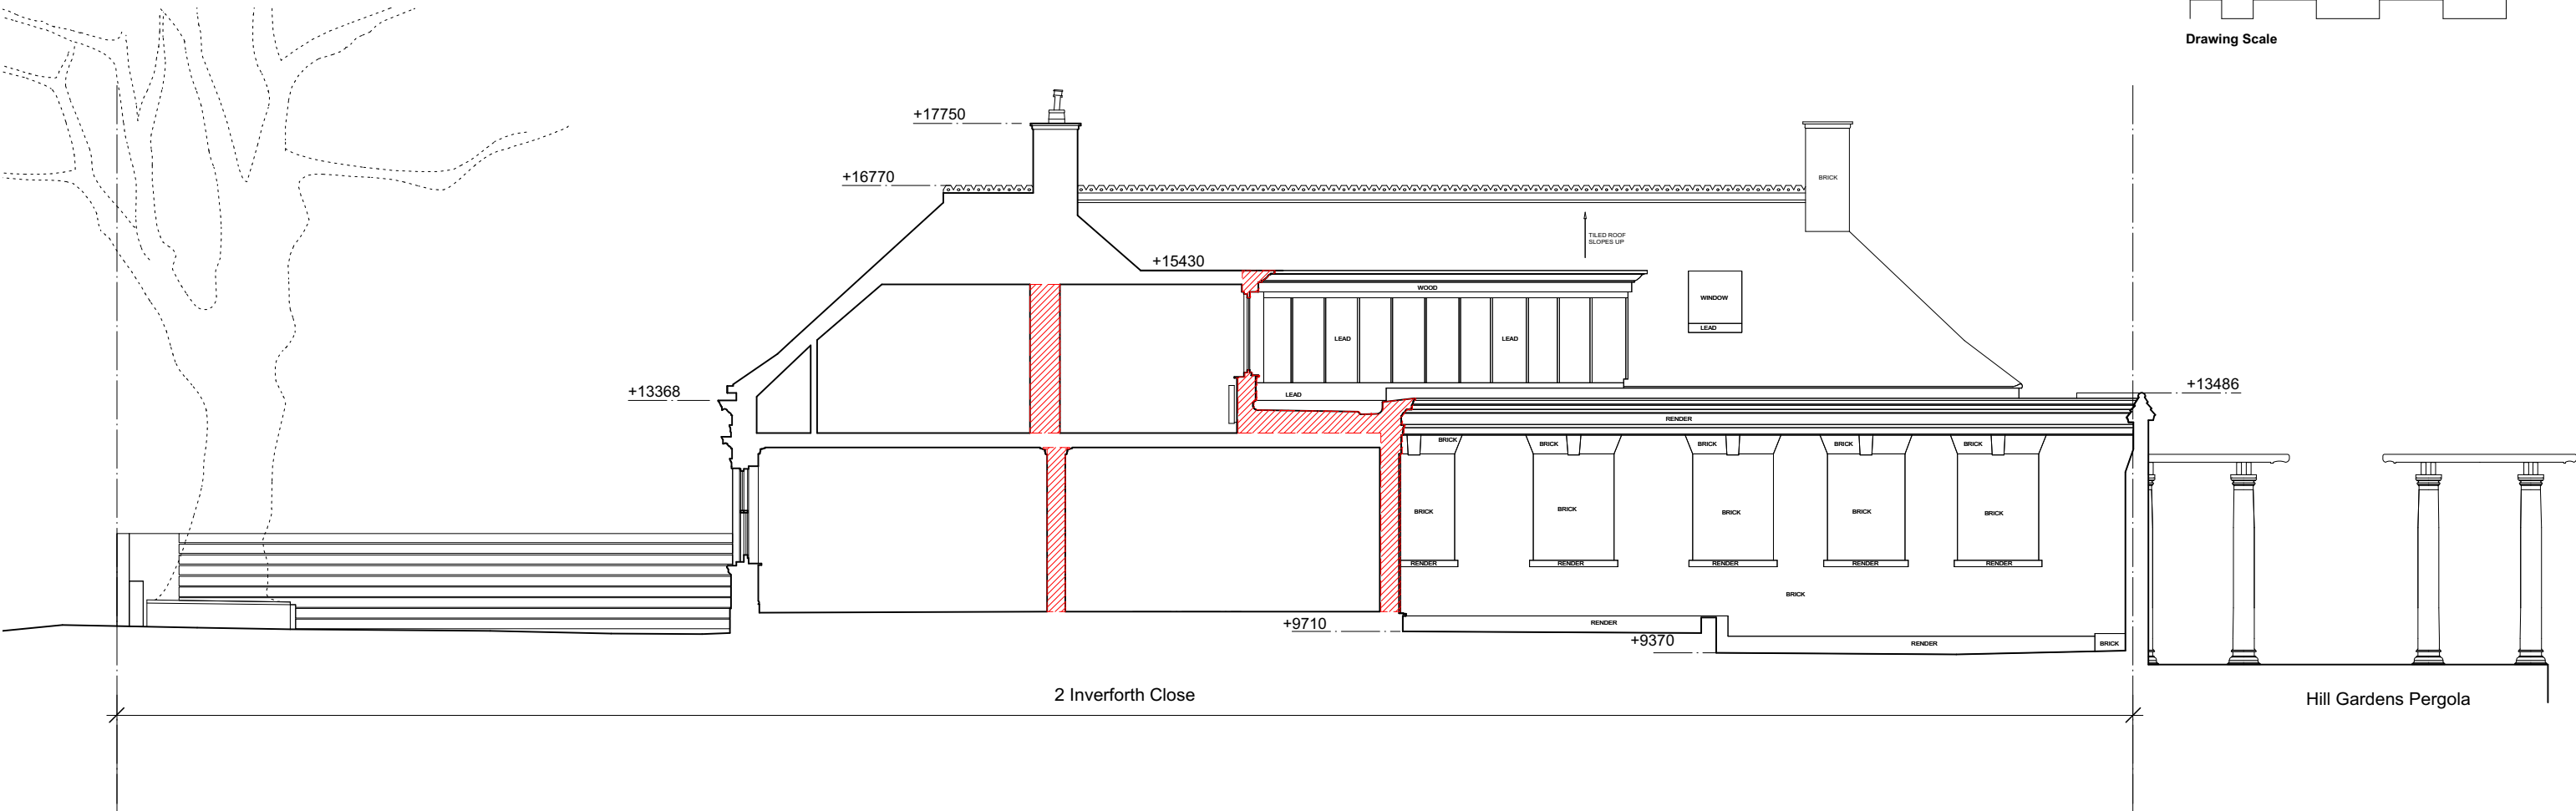 Drawing Scale
+17750
+16770
BRICK
TILED ROOF
SLOPES UP
+15430
WOOD
WINDOW
LEAD
LEAD
LEAD
+13368
LEAD
+13486
RENDER
BRICK
BRICK
BRICK
BRICK
BRICK
BRICK
BRICK
BRICK
BRICK
BRICK
RENDER
RENDER
RENDER
RENDER
RENDER
BRICK
+9710
RENDER
+9370
RENDER
BRICK
2 Inverforth Close
Hill Gardens Pergola